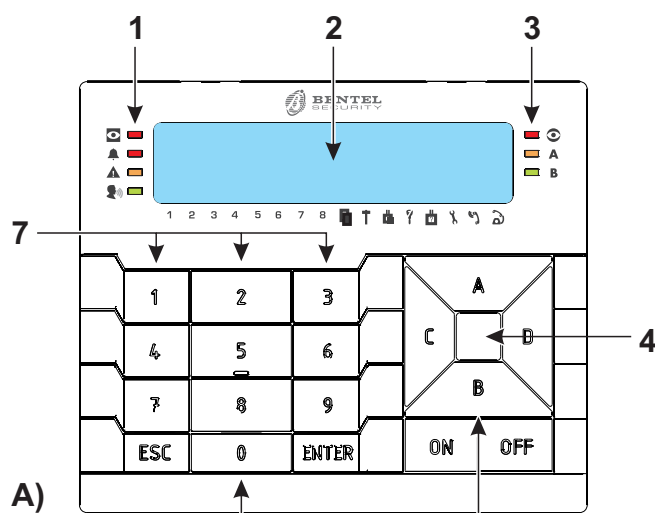 1 2 3
BENTEL
SECURITY
A
B
1 2 3 4 5 6 7 8
7
1 2 3 A
C D 4
4 5 6
B
7 8 9
ESC 0 ENTER ON OFF
A)